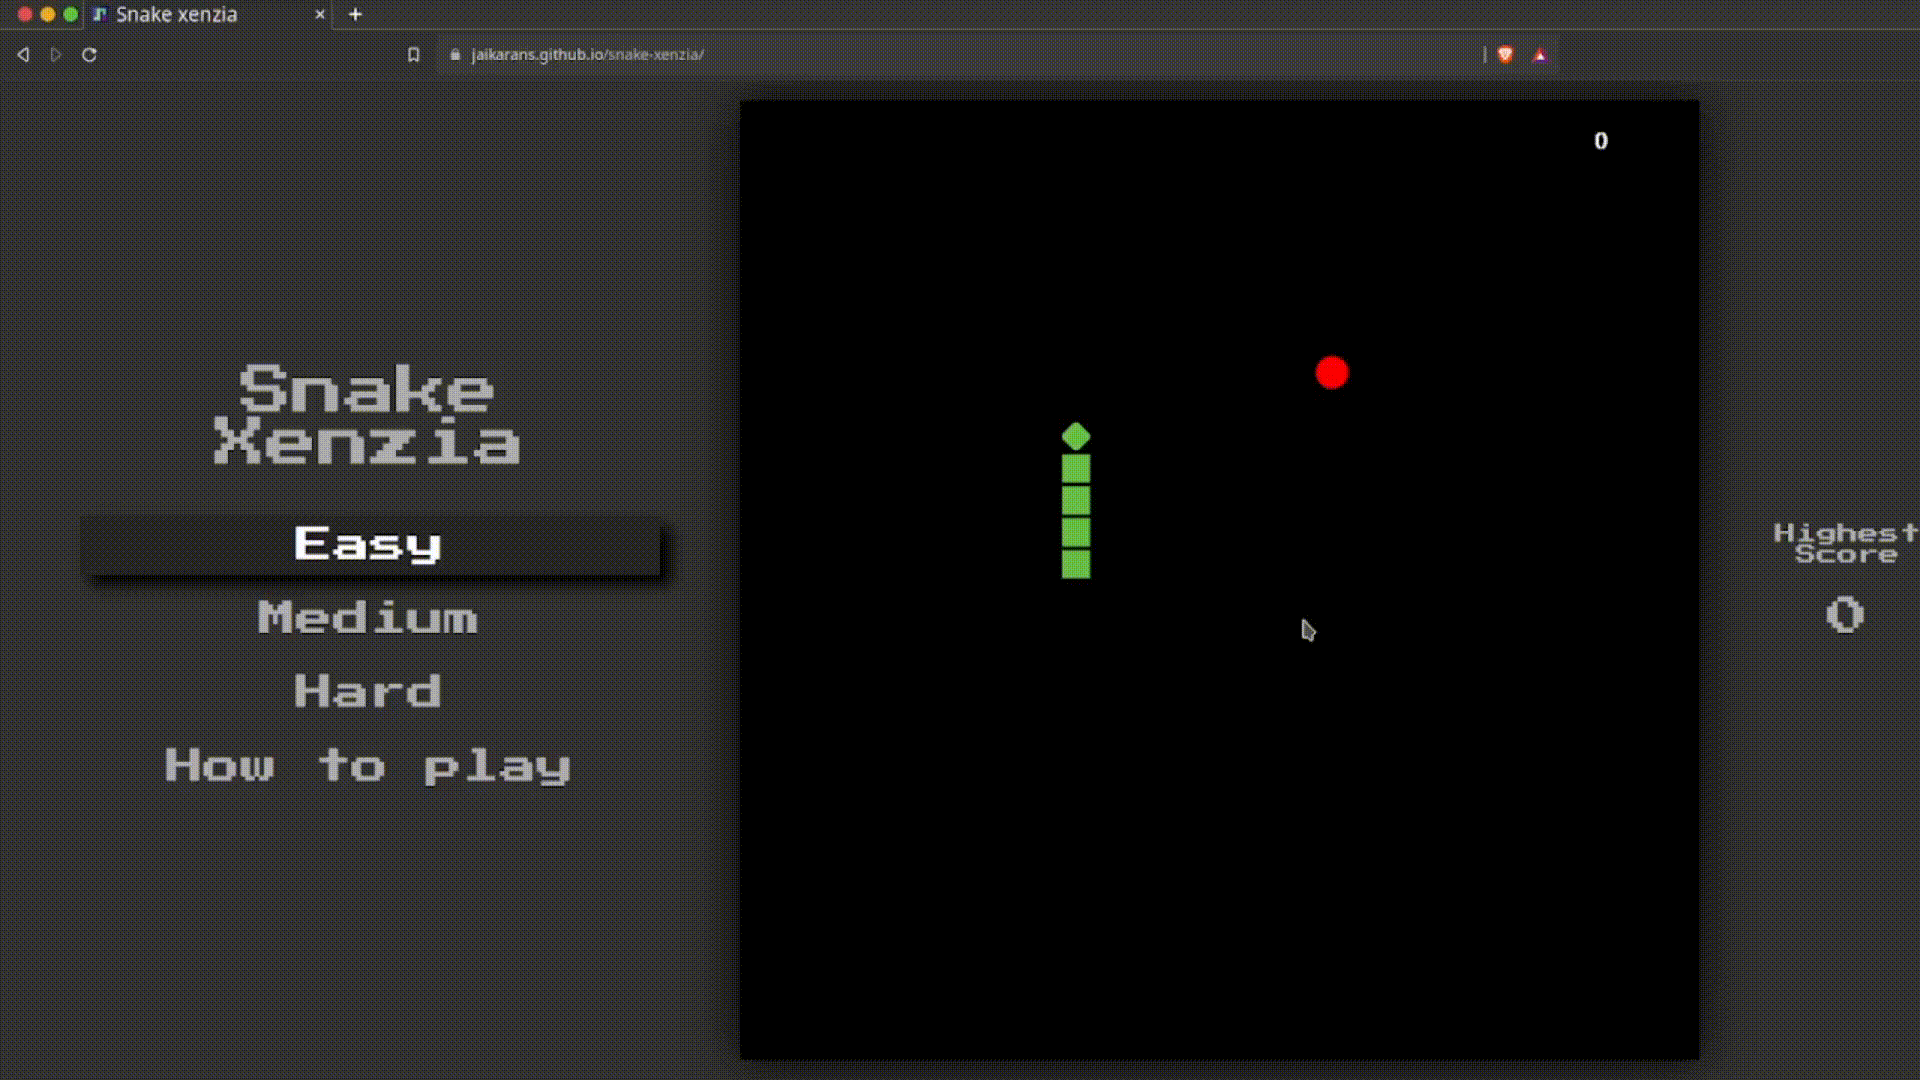 Snake xenzia
jaikarans.github.io/snake-xenzia/
0
Snake
Xenzia
Easy
Medium
Hard
How to play
Highest
Score
0